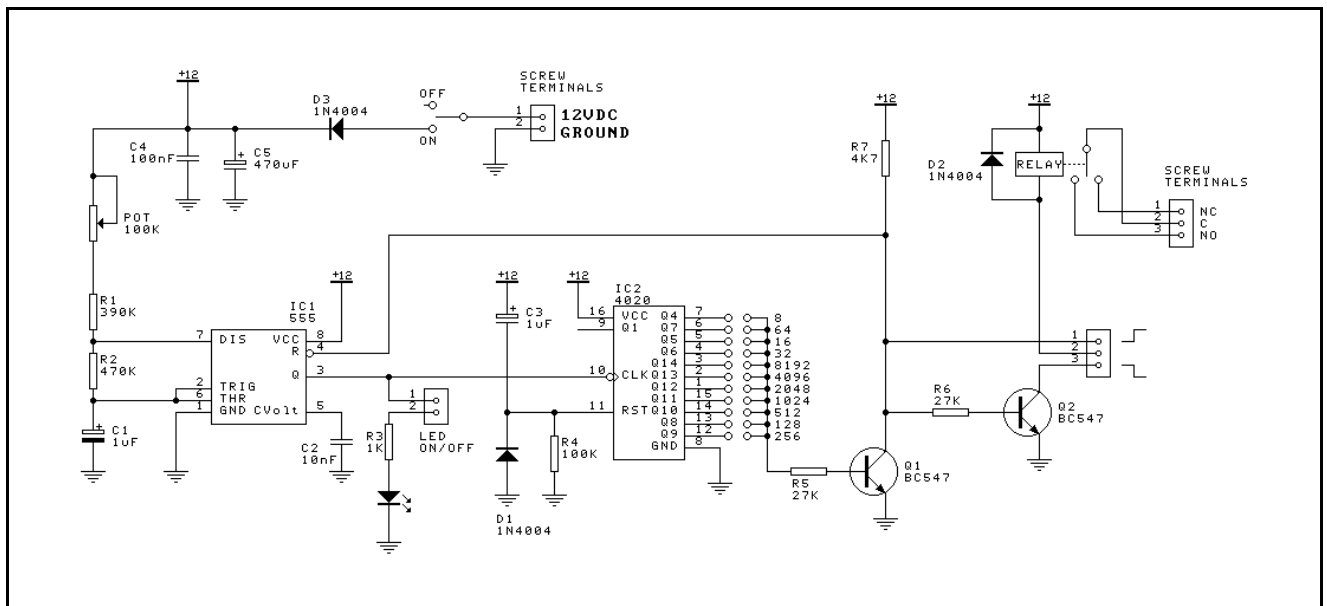 +12
D3
1N4004
OFF
ON
SCREW
TERMINALS
1
2
12VDC
GROUND
C4
100nF
C5
470uF
POT
100K
R1
390K
R2
470K
C1
1uF
IC1
555
+12
7
DIS
VCC
8
R
4
Q
3
2
TRIG
6
THR
1
GND
CVolt
5
C2
10nF
R3
1K
1
2
LED
ON/OFF
+12
C3
1uF
D1
1N4004
R4
100K
+12
IC2
4020
16
VCC
9
Q1
10
CLK
11
RST
Q4 7 8
Q7 6 64
Q5 5 16
Q6 4 32
Q14 3 8192
Q13 2 4096
Q12 1 2048
Q11 15 1024
Q10 14 512
Q8 13 128
Q9 12 256
GND 8
R5
27K
+12
R7
4K7
Q1
BC547
R6
27K
Q2
BC547
+12
D2
1N4004
RELAY
SCREW
TERMINALS
1 NC
2 C
3 NO
1
2
3